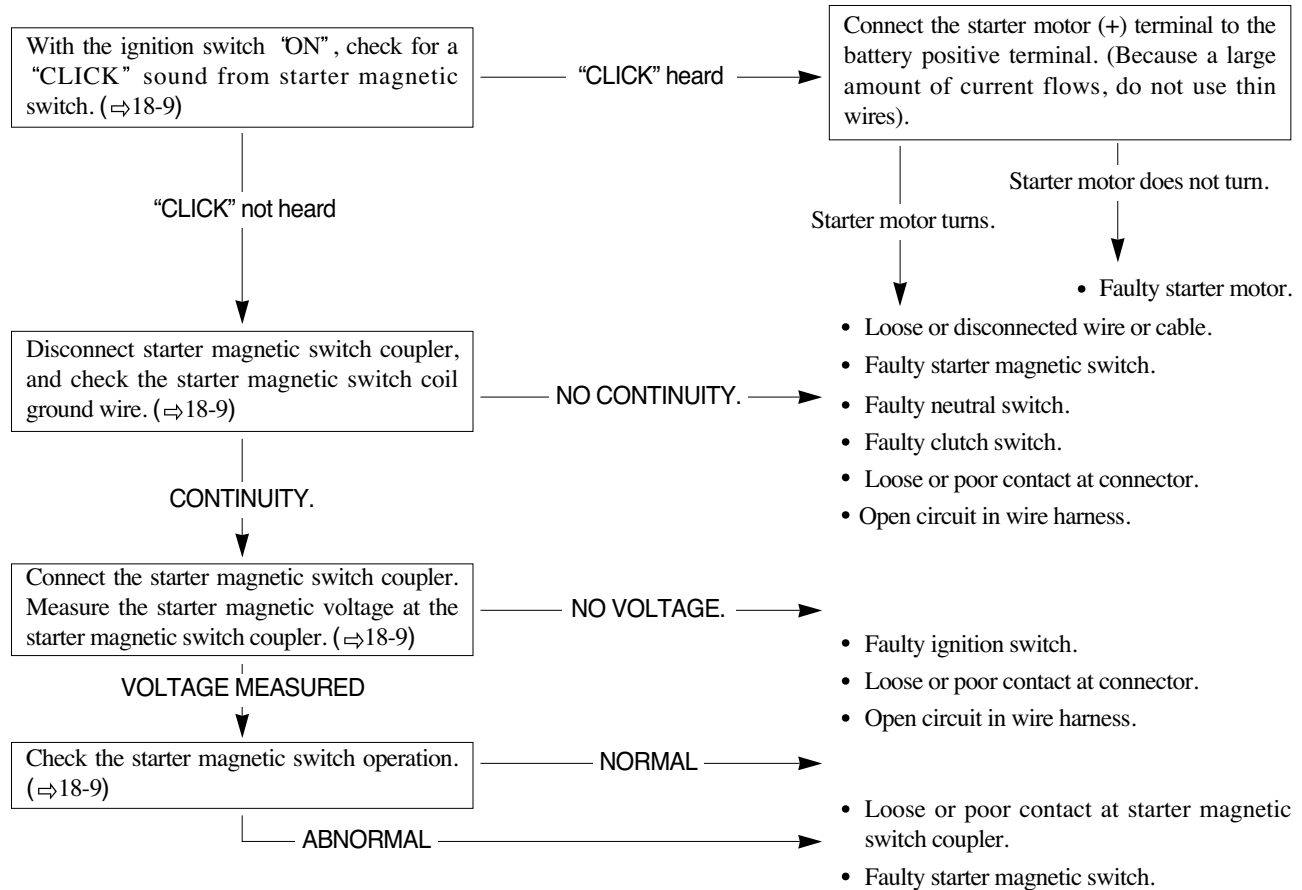 With the ignition switch “ON”, check for a
“CLICK” sound from starter magnetic
switch. (⇨18-9)
“CLICK” heard
Connect the starter motor (+) terminal to the
battery positive terminal. (Because a large
amount of current flows, do not use thin
wires).
“CLICK” not heard
Starter motor does not turn.
Starter motor turns.
• Faulty starter motor.
Disconnect starter magnetic switch coupler,
and check the starter magnetic switch coil
ground wire. (⇨18-9)
NO CONTINUITY.
• Loose or disconnected wire or cable.
• Faulty starter magnetic switch.
• Faulty neutral switch.
• Faulty clutch switch.
• Loose or poor contact at connector.
• Open circuit in wire harness.
CONTINUITY.
Connect the starter magnetic switch coupler.
Measure the starter magnetic voltage at the
starter magnetic switch coupler. (⇨18-9)
NO VOLTAGE.
• Faulty ignition switch.
• Loose or poor contact at connector.
• Open circuit in wire harness.
VOLTAGE MEASURED
Check the starter magnetic switch operation.
(⇨18-9)
NORMAL
• Loose or poor contact at starter magnetic
switch coupler.
ABNORMAL
• Faulty starter magnetic switch.